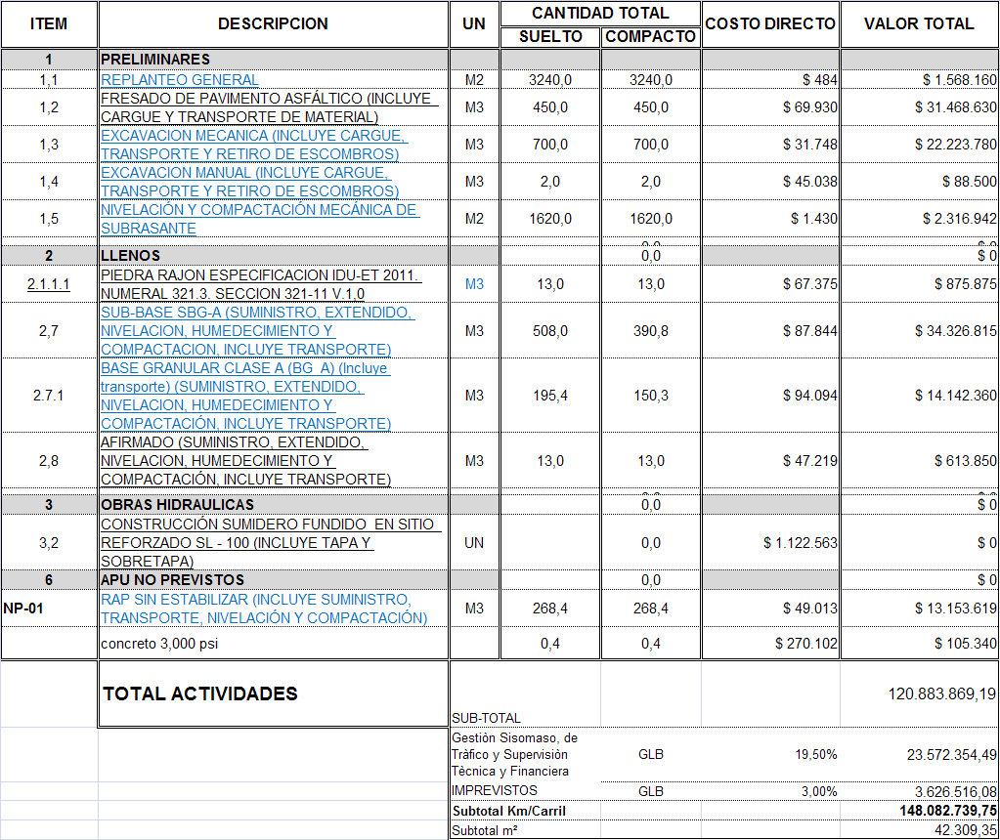 ITEM DESCRIPCION UN CANTIDAD TOTAL COSTO DIRECTO VALOR TOTAL
SUELTO COMPACTO
1 PRELIMINARES
1,1 REPLANTEO GENERAL M2 3240,0 3240,0 $ 484 $ 1.568.160
1,2 FRESADO DE PAVIMENTO ASFÁLTICO (INCLUYE
CARGUE Y TRANSPORTE DE MATERIAL) M3 450,0 450,0 $ 69.930 $ 31.468.630
1,3 EXCAVACION MECANICA (INCLUYE CARGUE,
TRANSPORTE Y RETIRO DE ESCOMBROS) M3 700,0 700,0 $ 31.748 $ 22.223.780
1,4 EXCAVACION MANUAL (INCLUYE CARGUE,
TRANSPORTE Y RETIRO DE ESCOMBROS) M3 2,0 2,0 $ 45.038 $ 88.500
1,5 NIVELACIÓN Y COMPACTACIÓN MECÁNICA DE
SUBRASANTE M2 1620,0 1620,0 $ 1.430 $ 2.316.942
2 LLENOS 0,0 $ 0
2.1.1.1 PIEDRA RAJON ESPECIFICACION IDU-ET 2011.
NUMERAL 321.3. SECCION 321-11 V.1,0 M3 13,0 13,0 $ 67.375 $ 875.875
2,7 SUB-BASE SBG-A (SUMINISTRO, EXTENDIDO,
NIVELACION, HUMEDECIMIENTO Y
COMPACTACION, INCLUYE TRANSPORTE) M3 508,0 390,8 $ 87.844 $ 34.326.815
2.7.1 BASE GRANULAR CLASE A (BG_A) (Incluye
transporte) (SUMINISTRO, EXTENDIDO,
NIVELACION, HUMEDECIMIENTO Y
COMPACTACIÓN, INCLUYE TRANSPORTE) M3 195,4 150,3 $ 94.094 $ 14.142.360
2,8 AFIRMADO (SUMINISTRO, EXTENDIDO,
NIVELACION, HUMEDECIMIENTO Y
COMPACTACIÓN, INCLUYE TRANSPORTE) M3 13,0 13,0 $ 47.219 $ 613.850
3 OBRAS HIDRAULICAS 0,0 $ 0
3,2 CONSTRUCCIÓN SUMIDERO FUNDIDO EN SITIO
REFORZADO SL - 100 (INCLUYE TAPA Y
SOBRETAPA) UN 0,0 $ 1.122.563 $ 0
6 APU NO PREVISTOS 0,0 $ 0
NP-01 RAP SIN ESTABILIZAR (INCLUYE SUMINISTRO,
TRANSPORTE, NIVELACIÓN Y COMPACTACIÓN) M3 268,4 268,4 $ 49.013 $ 13.153.619
concreto 3,000 psi 0,4 0,4 $ 270.102 $ 105.340
TOTAL ACTIVIDADES 120.883.869,19
SUB-TOTAL
Gestiòn Sisomaso, de
Tràfico y Supervisiòn
Tècnica y Financiera GLB 19,50% 23.572.354,49
IMPREVISTOS GLB 3,00% 3.626.516,08
Subtotal Km/Carril 148.082.739,75
Subtotal m² 42.309,35